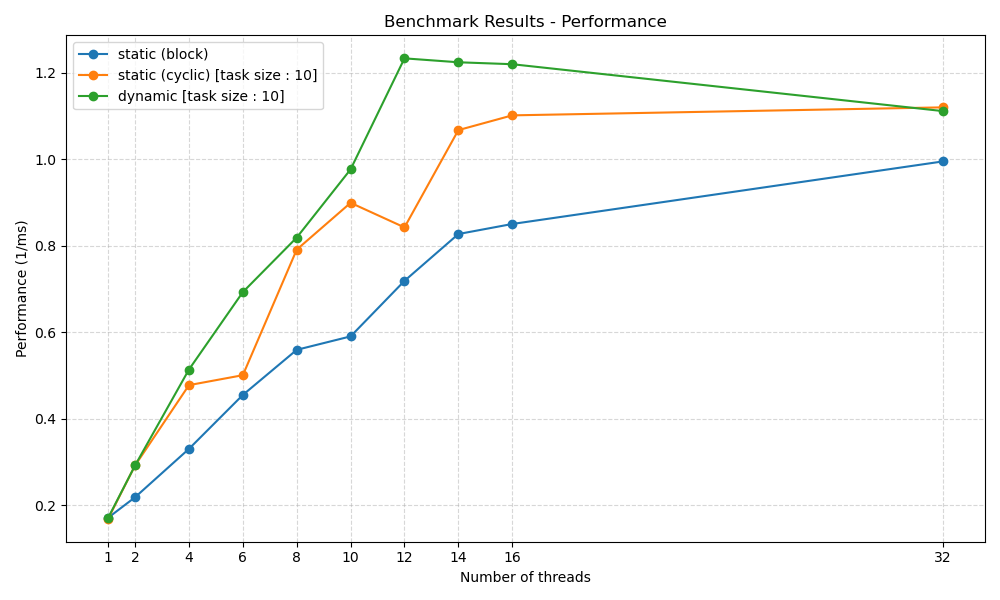 Benchmark Results - Performance
static (block)
static (cyclic) [task size : 10]
dynamic [task size : 10]
Performance (1/ms)
1.2
1.0
0.8
0.6
0.4
0.2
1 2 4 6 8 10 12 14 16 32
Number of threads